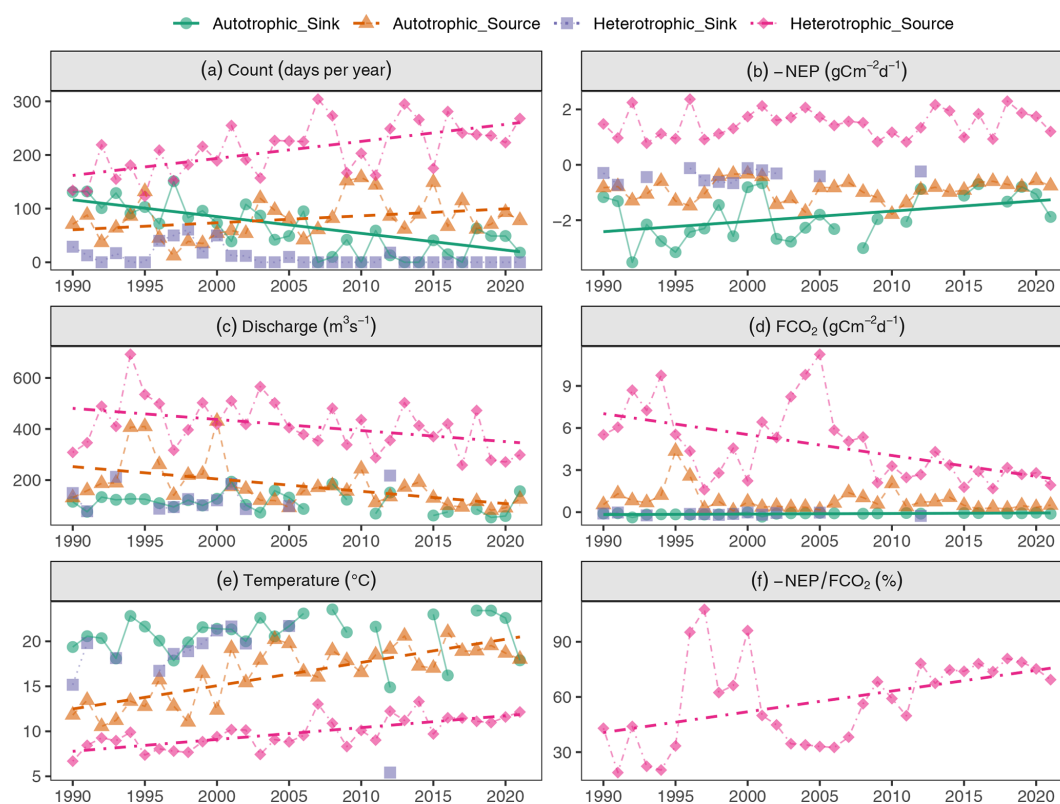 Autotrophic_Sink Autotrophic_Source Heterotrophic_Sink Heterotrophic_Source
(a) Count (days per year)
300
200
100
0
1990 1995 2000 2005 2010 2015 2020
(b) −NEP (gCm⁻²d⁻¹)
2
0
−2
1990 1995 2000 2005 2010 2015 2020
(c) Discharge (m³s⁻¹)
600
400
200
1990 1995 2000 2005 2010 2015 2020
(d) FCO₂ (gCm⁻²d⁻¹)
9
6
3
0
1990 1995 2000 2005 2010 2015 2020
(e) Temperature (°C)
20
15
10
5
1990 1995 2000 2005 2010 2015 2020
(f) −NEP/FCO₂ (%)
90
60
30
1990 1995 2000 2005 2010 2015 2020